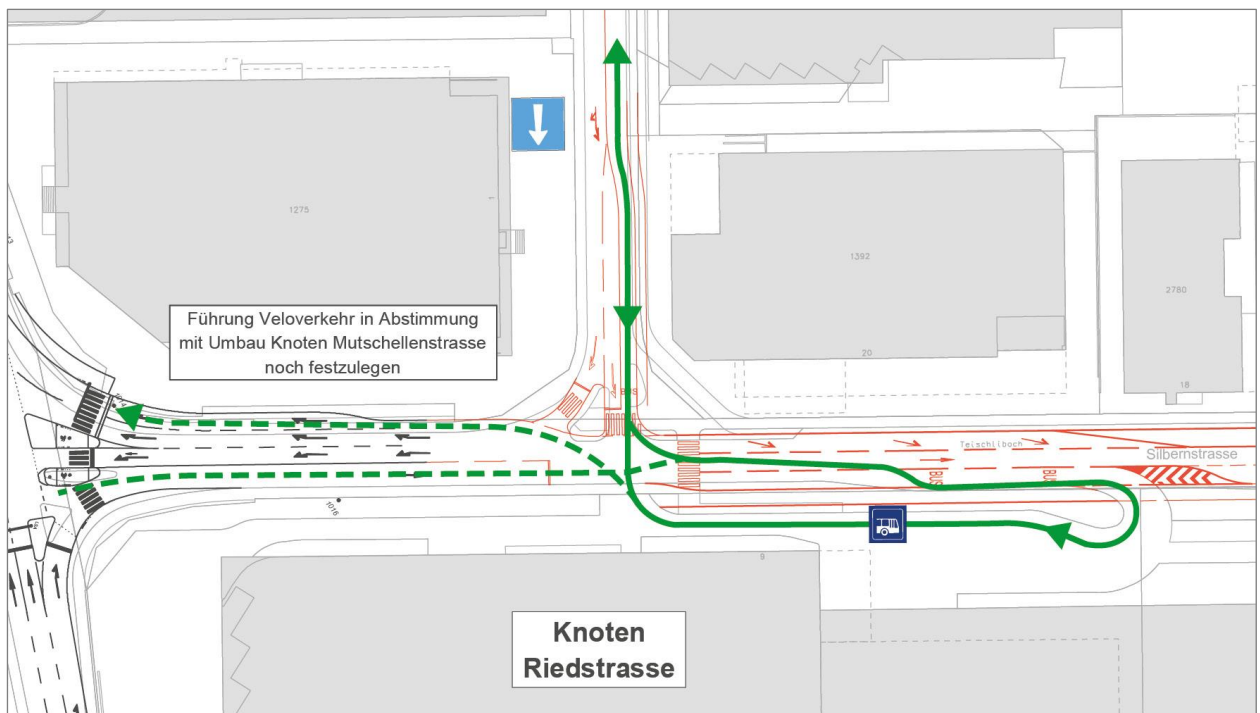 1275
1
1392
2780
Führung Veloverkehr in Abstimmung
mit Umbau Knoten Mutschellenstrasse
noch festzulegen
20
18
BUS
Silbernstrasse
BUS
1016
9
Knoten
Riedstrasse